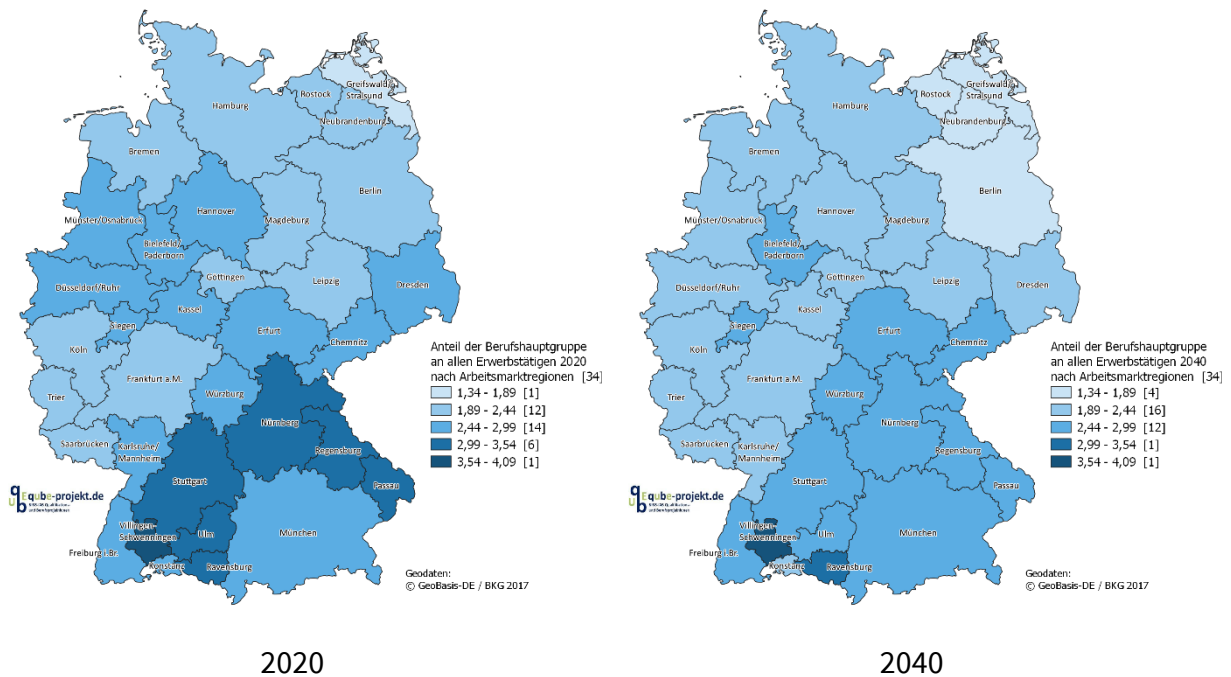 Greifswald/
Stralsund
Rostock
Hamburg
Neubrandenburg
Bremen
Berlin
Hannover
Münster/Osnabrück
Magdeburg
Bielefeld/
Paderborn
Göttingen
Leipzig
Düsseldorf/Ruhr
Dresden
Kassel
Siegen
Erfurt
Chemnitz
Köln
Frankfurt a.M.
Würzburg
Trier
Nürnberg
Saarbrücken
Karlsruhe/
Mannheim
Regensburg
Stuttgart
Passau
Villingen-
Schwenningen
Ulm
München
Freiburg i.Br.
Konstanz
Ravensburg
Anteil der Berufshauptgruppe
an allen Erwerbstätigen 2020
nach Arbeitsmarktregionen [34]
1,34 - 1,89 [1]
1,89 - 2,44 [12]
2,44 - 2,99 [14]
2,99 - 3,54 [6]
3,54 - 4,09 [1]
qube-projekt.de
Geodaten:
© GeoBasis-DE / BKG 2017
2020
Greifswald/
Stralsund
Rostock
Hamburg
Neubrandenburg
Bremen
Berlin
Hannover
Münster/Osnabrück
Magdeburg
Bielefeld/
Paderborn
Göttingen
Leipzig
Düsseldorf/Ruhr
Dresden
Kassel
Siegen
Erfurt
Chemnitz
Köln
Frankfurt a.M.
Würzburg
Trier
Nürnberg
Saarbrücken
Karlsruhe/
Mannheim
Regensburg
Stuttgart
Passau
Villingen-
Schwenningen
Ulm
München
Freiburg i.Br.
Konstanz
Ravensburg
Anteil der Berufshauptgruppe
an allen Erwerbstätigen 2040
nach Arbeitsmarktregionen [34]
1,34 - 1,89 [4]
1,89 - 2,44 [16]
2,44 - 2,99 [12]
2,99 - 3,54 [1]
3,54 - 4,09 [1]
qube-projekt.de
Geodaten:
© GeoBasis-DE / BKG 2017
2040